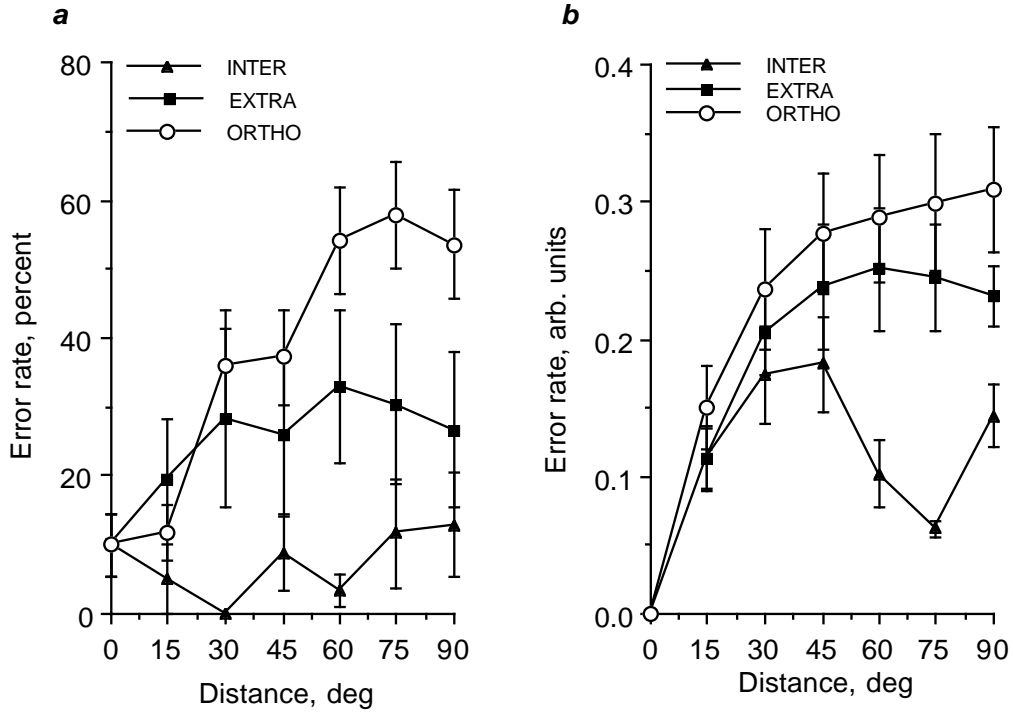 a
80
60
40
20
0
INTER
EXTRA
ORTHO
Error rate, percent
0 15 30 45 60 75 90
Distance, deg
b
0.4
0.3
0.2
0.1
0.0
INTER
EXTRA
ORTHO
Error rate, arb. units
0 15 30 45 60 75 90
Distance, deg